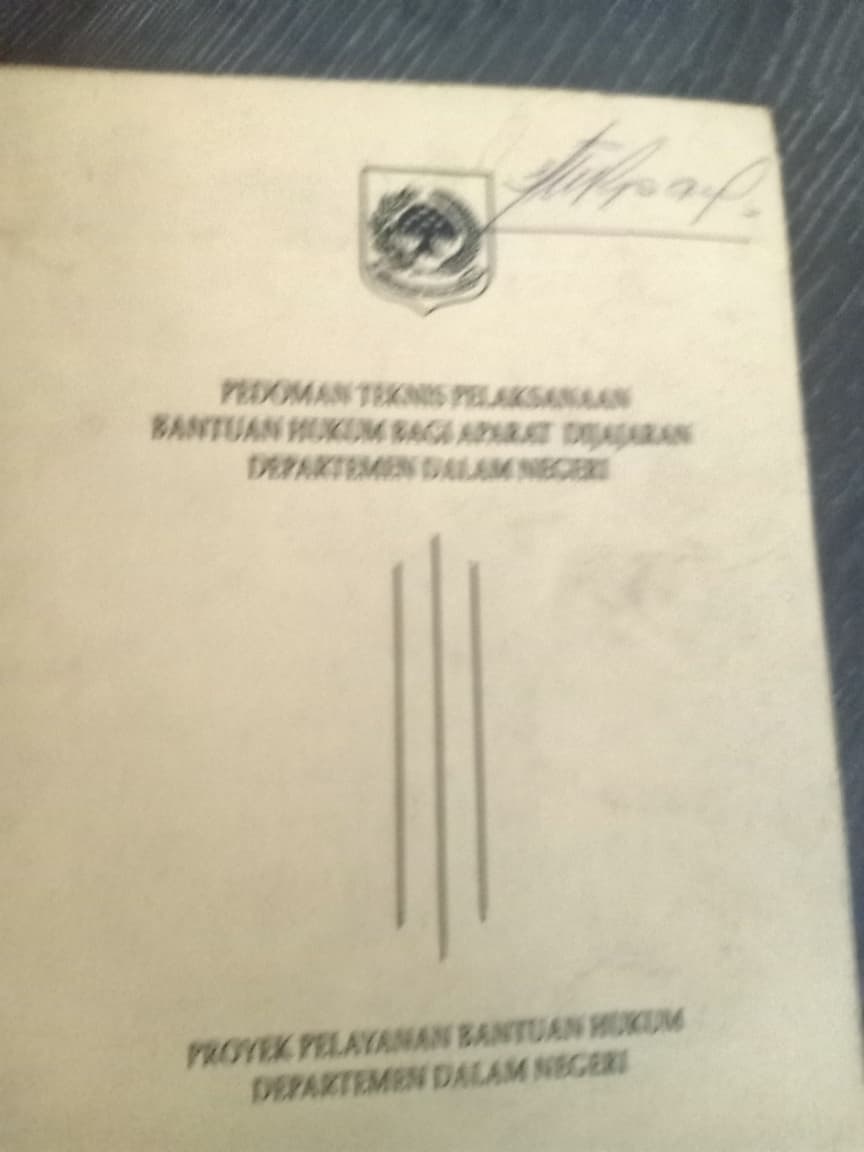 PEDOMAN TEKNIS PELAKSANAAN
BANTUAN HUKUM BAGI APARAT DIJAJARAN
DEPARTEMEN DALAM NEGERI
PROYEK PELAYANAN BANTUAN HUKUM
DEPARTEMEN DALAM NEGERI